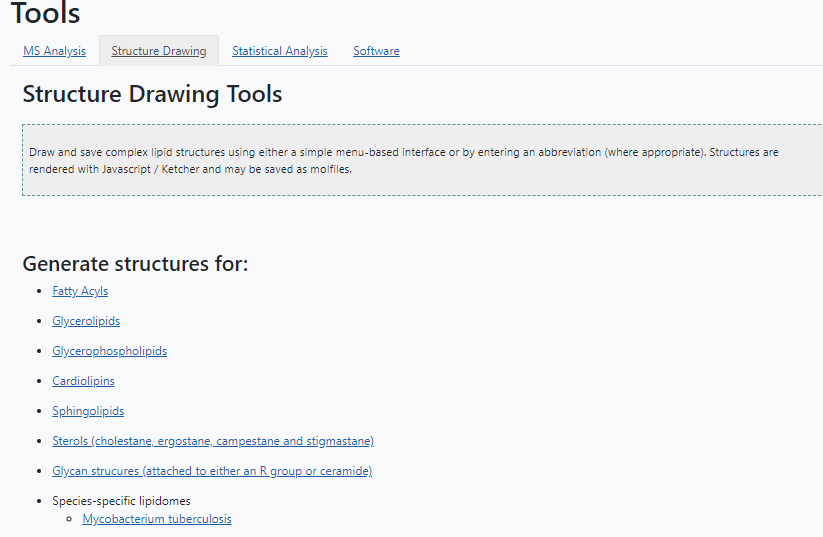 Tools
MS Analysis Structure Drawing Statistical Analysis Software
Structure Drawing Tools
Draw and save complex lipid structures using either a simple menu-based interface or by entering an abbreviation (where appropriate). Structures are
rendered with Javascript / Ketcher and may be saved as molfiles.
Generate structures for:
Fatty Acyls
Glycerolipids
Glycerophospholipids
Cardiolipins
Sphingolipids
Sterols (cholestane, ergostane, campestane and stigmastane)
Glycan strucures (attached to either an R group or ceramide)
Species-specific lipidomes
Mycobacterium tuberculosis